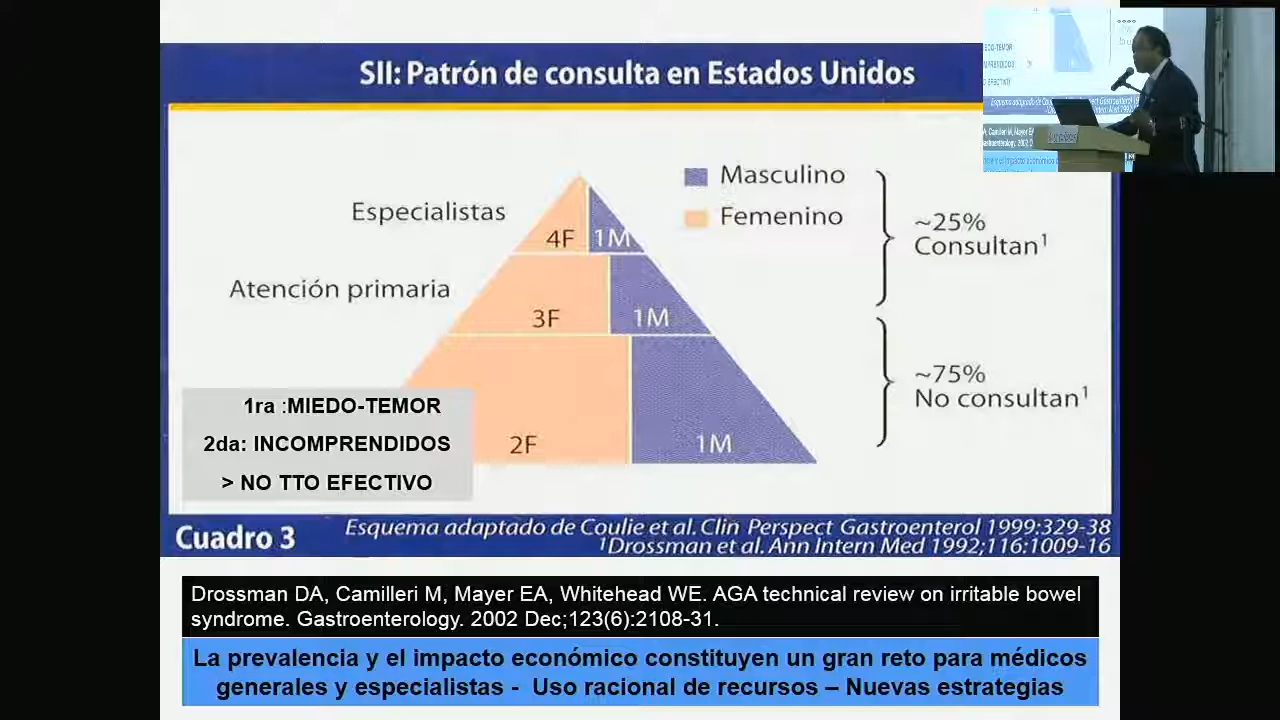 SII: Patrón de consulta en Estados Unidos
Especialistas
Atención primaria
4F
1M
3F
1M
2F
1M
Masculino
Femenino
~25%
Consultan1
~75%
No consultan1
1ra :MIEDO-TEMOR
2da: INCOMPRENDIDOS
> NO TTO EFECTIVO
Cuadro 3
Esquema adaptado de Coulie et al. Clin Perspect Gastroenterol 1999:329-38
1Drossman et al. Ann Intern Med 1992;116:1009-16
Drossman DA, Camilleri M, Mayer EA, Whitehead WE. AGA technical review on irritable bowel
syndrome. Gastroenterology. 2002 Dec;123(6):2108-31.
La prevalencia y el impacto económico constituyen un gran reto para médicos
generales y especialistas - Uso racional de recursos – Nuevas estrategias